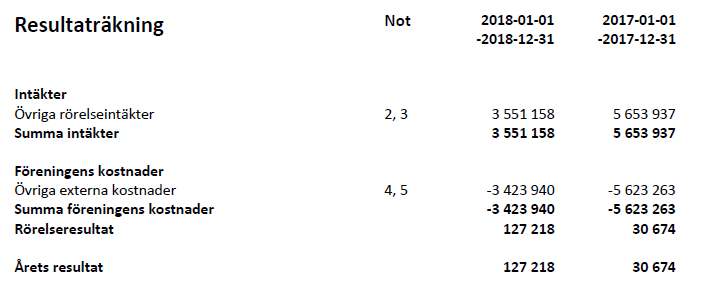 Resultaträkning Not 2018-01-01 2017-01-01
-2018-12-31 -2017-12-31
Intäkter
Övriga rörelseintäkter 2, 3 3 551 158 5 653 937
Summa intäkter 3 551 158 5 653 937
Föreningens kostnader
Övriga externa kostnader 4, 5 -3 423 940 -5 623 263
Summa föreningens kostnader -3 423 940 -5 623 263
Rörelseresultat 127 218 30 674
Årets resultat 127 218 30 674